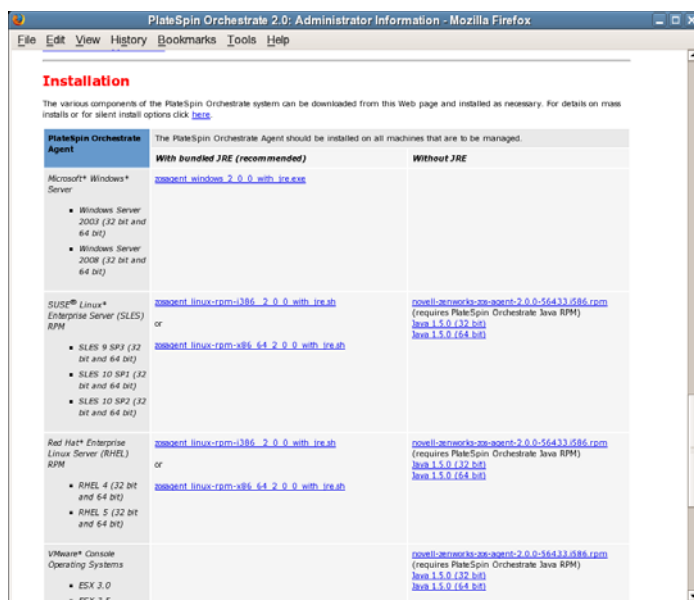 PlateSpin Orchestrate 2.0: Administrator Information - Mozilla Firefox
File Edit View History Bookmarks Tools Help
Installation
The various components of the PlateSpin Orchestrate system can be downloaded from this Web page and installed as necessary. For details on mass
installs or for silent install options click here.
PlateSpin Orchestrate
Agent
The PlateSpin Orchestrate Agent should be installed on all machines that are to be managed.
With bundled JRE (recommended)
Without JRE
Microsoft* Windows*
Server
▪ Windows Server
2003 (32 bit and
64 bit)
▪ Windows Server
2008 (32 bit and
64 bit)
zosagent_windows_2_0_0_with_jre.exe
SUSE® Linux*
Enterprise Server (SLES)
RPM
▪ SLES 9 SP3 (32
bit and 64 bit)
▪ SLES 10 SP1 (32
bit and 64 bit)
▪ SLES 10 SP2 (32
bit and 64 bit)
zosagent_linux-rpm-i386_2_0_0_with_jre.sh
or
zosagent_linux-rpm-x86_64_2_0_0_with_jre.sh
novell-zenworks-zos-agent-2.0.0-56433.i586.rpm
(requires PlateSpin Orchestrate Java RPM)
Java 1.5.0 (32 bit)
Java 1.5.0 (64 bit)
Red Hat* Enterprise
Linux Server (RHEL)
RPM
▪ RHEL 4 (32 bit
and 64 bit)
▪ RHEL 5 (32 bit
and 64 bit)
zosagent_linux-rpm-i386_2_0_0_with_jre.sh
or
zosagent_linux-rpm-x86_64_2_0_0_with_jre.sh
novell-zenworks-zos-agent-2.0.0-56433.i586.rpm
(requires PlateSpin Orchestrate Java RPM)
Java 1.5.0 (32 bit)
Java 1.5.0 (64 bit)
VMware* Console
Operating Systems
▪ ESX 3.0
novell-zenworks-zos-agent-2.0.0-56433.i586.rpm
(requires PlateSpin Orchestrate Java RPM)
Java 1.5.0 (32 bit)
Java 1.5.0 (64 bit)